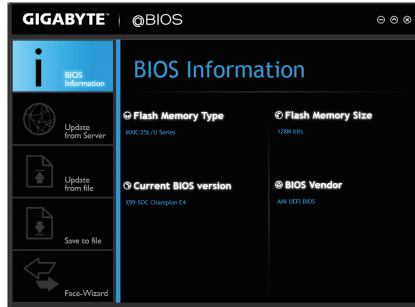 GIGABYTE™ | @BIOS
BIOS
Information
Update
from Server
Update
from file
Save to file
Face-Wizard
BIOS Information
Flash Memory Type
MXIC 25L/U Series
Flash Memory Size
128M bits
Current BIOS version
X99-SOC Champion E4
BIOS Vendor
AMI UEFI BIOS